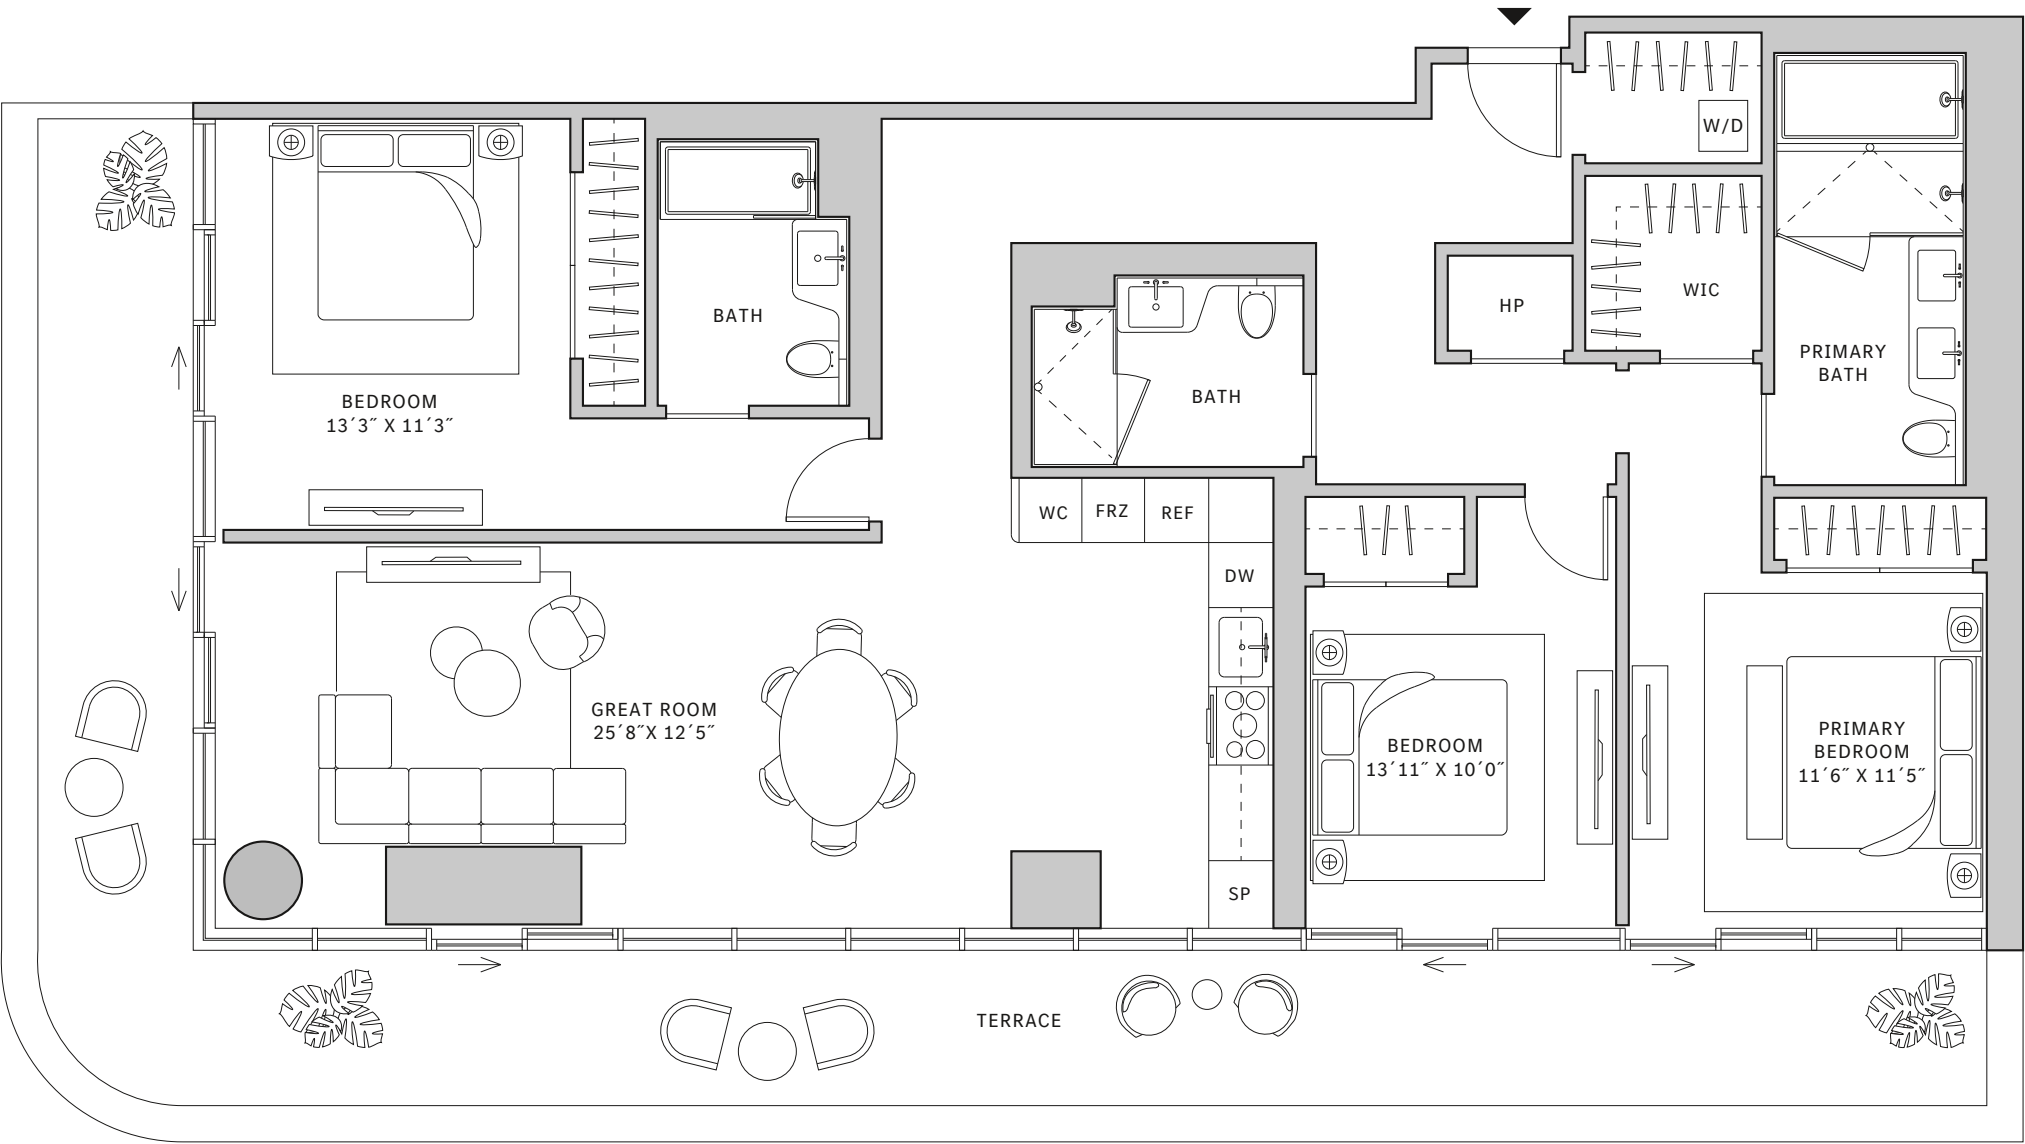 W/D
BATH
HP
WIC
PRIMARY
BATH
BEDROOM
13´3˝ X 11´3˝
BATH
WC
FRZ
REF
DW
GREAT ROOM
25´8˝X 12´5˝
BEDROOM
13´11˝ X 10´0˝
PRIMARY
BEDROOM
11´6˝ X 11´5˝
SP
TERRACE